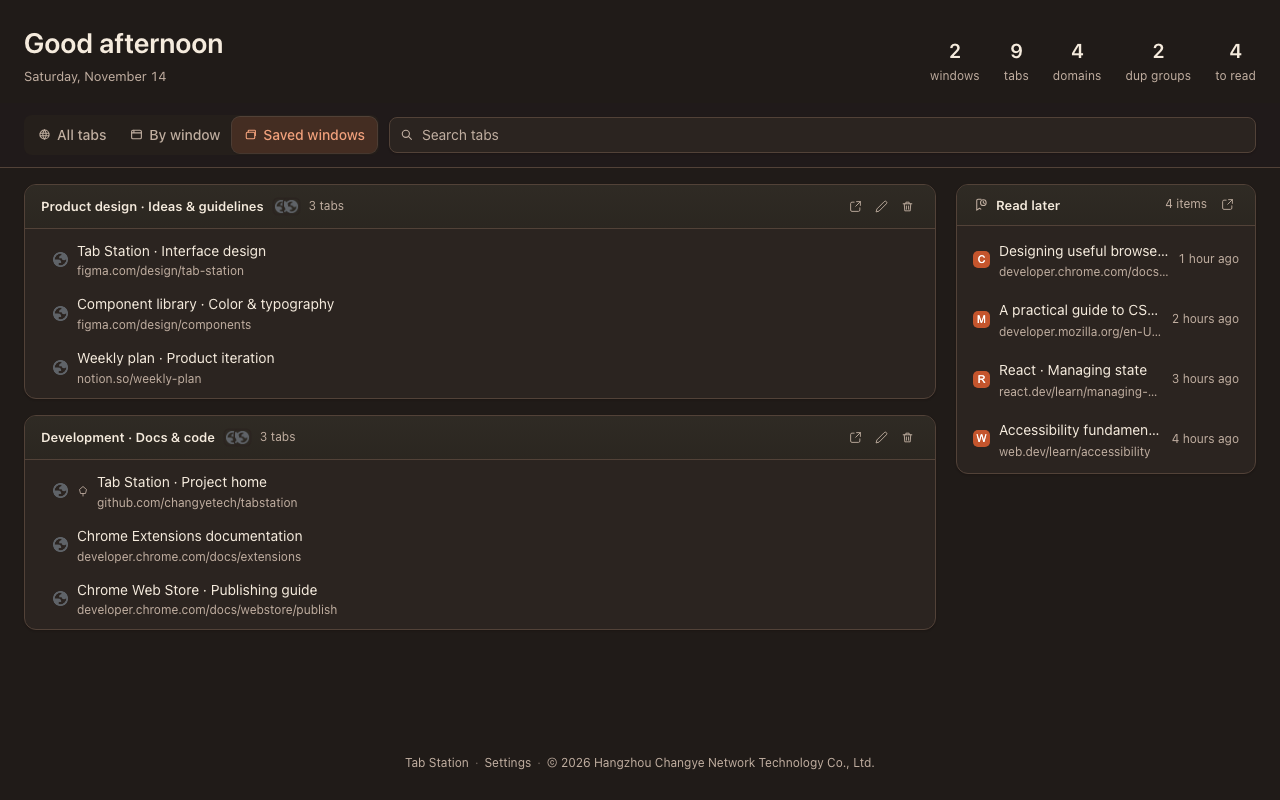 Good afternoon
Saturday, November 14
2 windows
9 tabs
4 domains
2 dup groups
4 to read
All tabs
By window
Saved windows
Search tabs
Product design · Ideas & guidelines
3 tabs
Tab Station · Interface design
figma.com/design/tab-station
Component library · Color & typography
figma.com/design/components
Weekly plan · Product iteration
notion.so/weekly-plan
Development · Docs & code
3 tabs
Tab Station · Project home
github.com/changyetech/tabstation
Chrome Extensions documentation
developer.chrome.com/docs/extensions
Chrome Web Store · Publishing guide
developer.chrome.com/docs/webstore/publish
Read later
4 items
C
Designing useful browse...
1 hour ago
developer.chrome.com/docs...
M
A practical guide to CS...
2 hours ago
developer.mozilla.org/en-U...
R
React · Managing state
3 hours ago
react.dev/learn/managing-...
W
Accessibility fundamen...
4 hours ago
web.dev/learn/accessibility
Tab Station · Settings · © 2026 Hangzhou Changye Network Technology Co., Ltd.